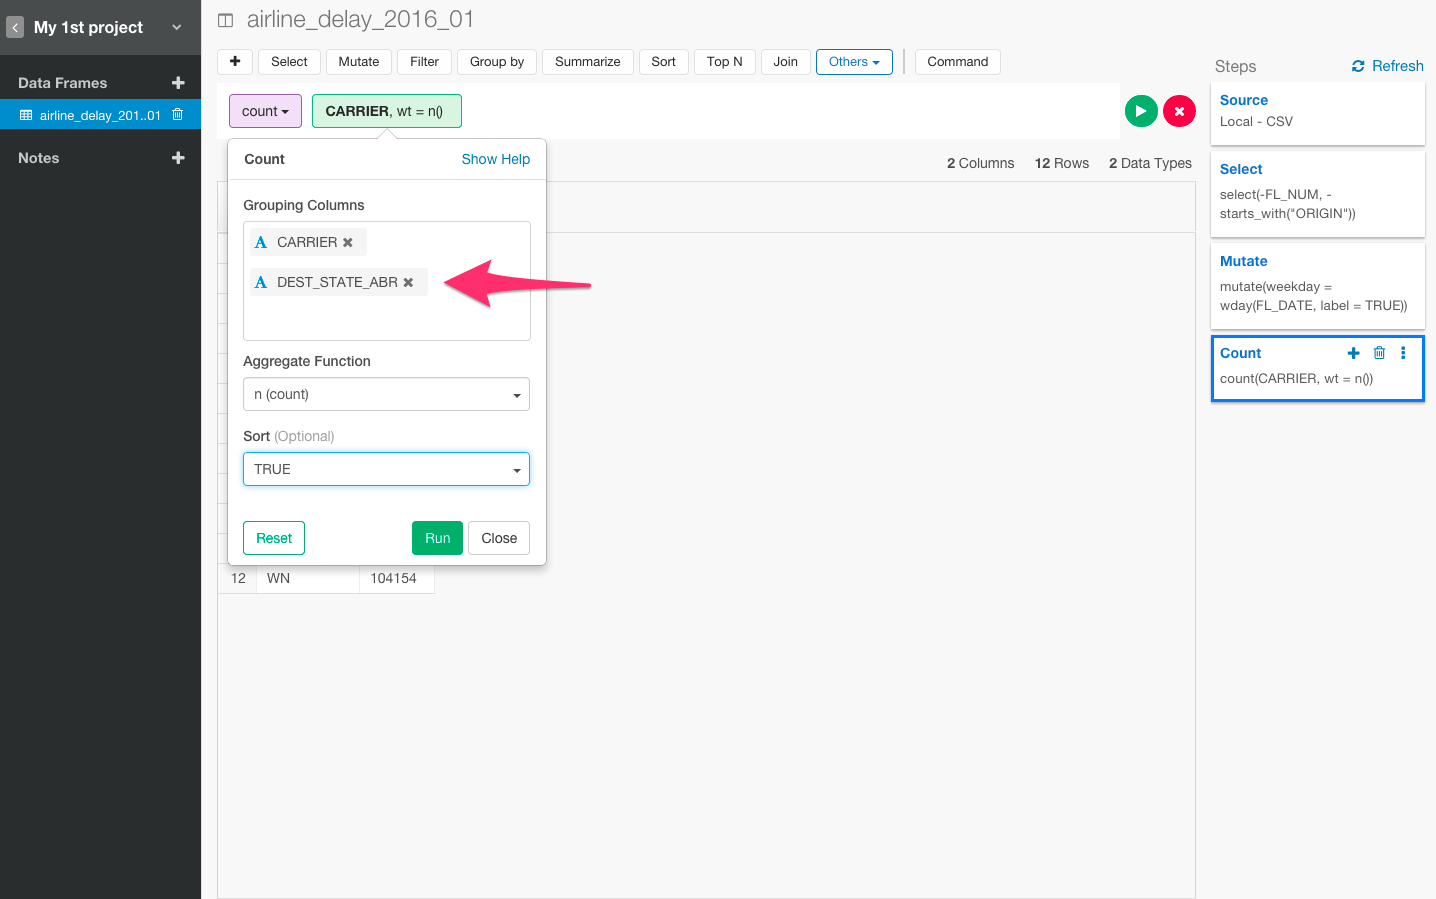 My 1st project
Data Frames
airline_delay_201..01
Notes
airline_delay_2016_01
Select Mutate Filter Group by Summarize Sort Top N Join Others Command
count CARRIER, wt = n()
2 Columns 12 Rows 2 Data Types
Count Show Help
Grouping Columns
A CARRIER
A DEST_STATE_ABR
Aggregate Function
n (count)
Sort (Optional)
TRUE
Reset Run Close
12 WN 104154
Steps Refresh
Source
Local - CSV
Select
select(-FL_NUM, -
starts_with("ORIGIN"))
Mutate
mutate(weekday =
wday(FL_DATE, label = TRUE))
Count
count(CARRIER, wt = n())